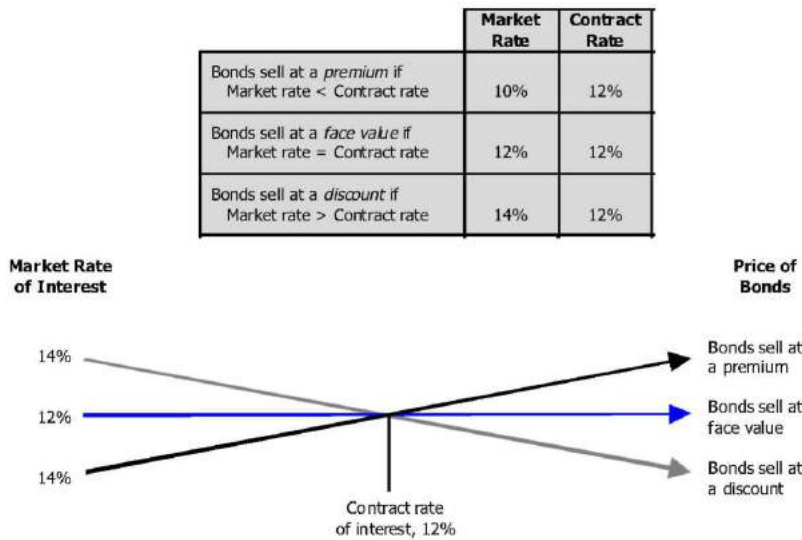 Market Rate
Contract Rate
Bonds sell at a premium if
Market rate < Contract rate
10%
12%
Bonds sell at a face value if
Market rate = Contract rate
12%
12%
Bonds sell at a discount if
Market rate > Contract rate
14%
12%
Market Rate
of Interest
Price of
Bonds
14%
Bonds sell at
a premium
12%
Bonds sell at
face value
14%
Bonds sell at
a discount
Contract rate
of interest, 12%